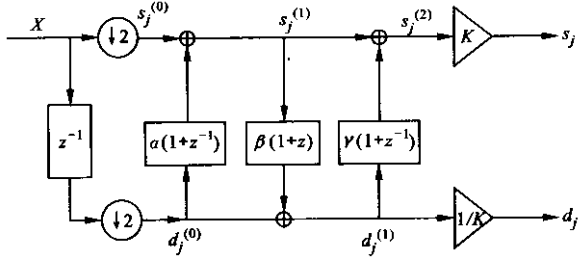 X
↓2
s_j^(0)
s_j^(1)
s_j^(2)
K
s_j
z^-1
α(1+z^-1)
β(1+z)
γ(1+z^-1)
↓2
d_j^(0)
d_j^(1)
1/K
d_j